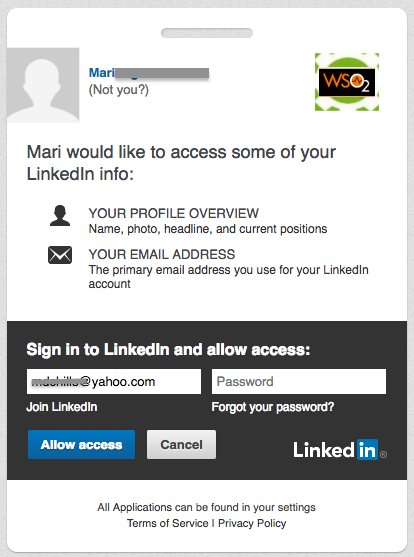 Mari
(Not you?)
WSO2
Mari would like to access some of your
LinkedIn info:
YOUR PROFILE OVERVIEW
Name, photo, headline, and current positions
YOUR EMAIL ADDRESS
The primary email address you use for your LinkedIn
account
Sign in to LinkedIn and allow access:
@yahoo.com Password
Join LinkedIn Forgot your password?
Allow access Cancel LinkedIn®
All Applications can be found in your settings
Terms of Service | Privacy Policy